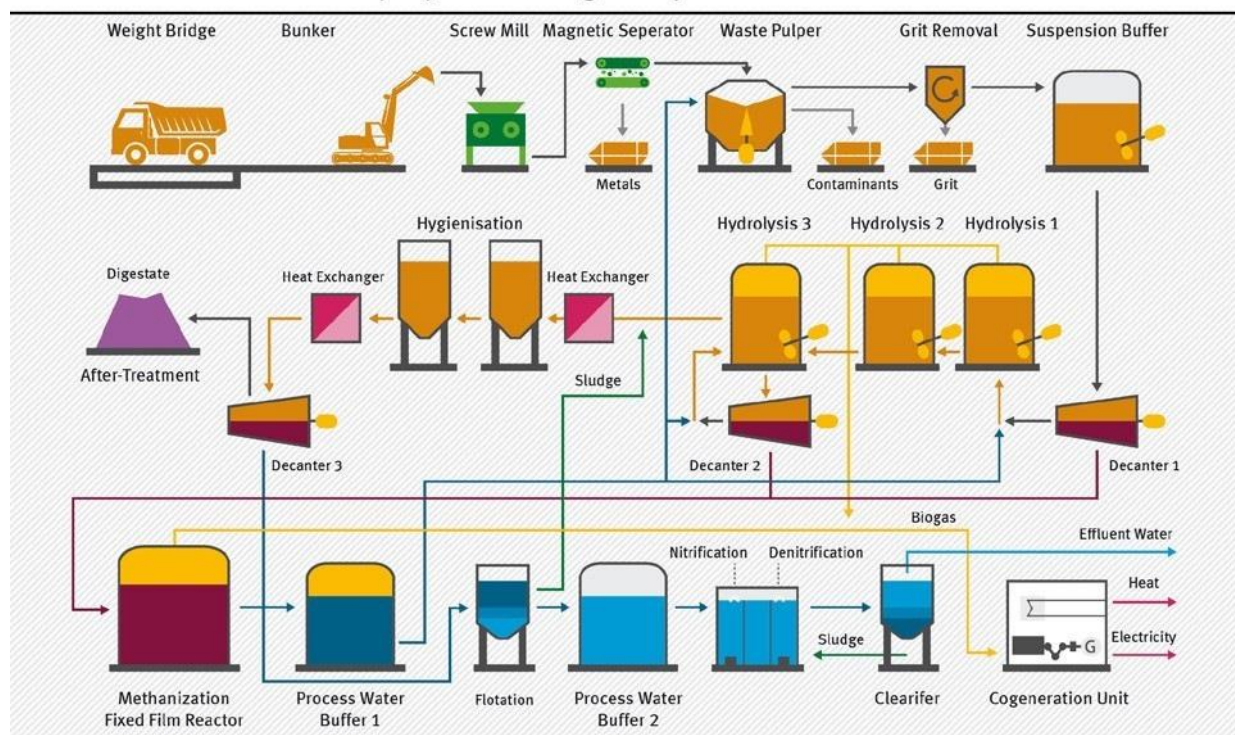 Weight Bridge
Bunker
Screw Mill
Magnetic Seperator
Waste Pulper
Grit Removal
Suspension Buffer
Metals
Contaminants
Grit
Hygienisation
Hydrolysis 3
Hydrolysis 2
Hydrolysis 1
Digestate
Heat Exchanger
Heat Exchanger
After-Treatment
Sludge
Decanter 3
Decanter 2
Decanter 1
Biogas
Effluent Water
Nitrification
Denitrification
Heat
Sludge
Electricity
G
Methanization
Fixed Film Reactor
Process Water
Buffer 1
Flotation
Process Water
Buffer 2
Clearifer
Cogeneration Unit